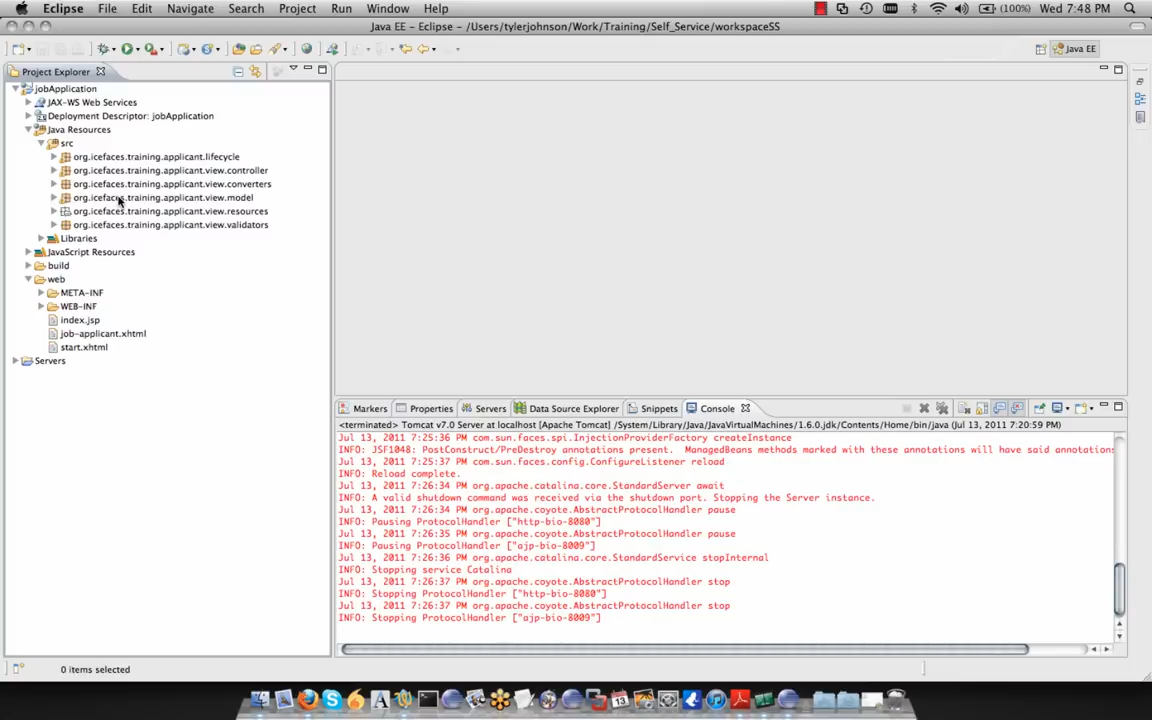 Eclipse File Edit Navigate Search Project Run Window Help (100%) Wed 7:48 PM
Java EE - Eclipse - /Users/tylerjohnson/Work/Training/Self_Service/workspaceSS
Java EE
Project Explorer
jobApplication
JAX-WS Web Services
Deployment Descriptor: jobApplication
Java Resources
src
org.icefaces.training.applicant.lifecycle
org.icefaces.training.applicant.view.controller
org.icefaces.training.applicant.view.converters
org.icefaces.training.applicant.view.model
org.icefaces.training.applicant.view.resources
org.icefaces.training.applicant.view.validators
Libraries
JavaScript Resources
build
web
META-INF
WEB-INF
index.jsp
job-applicant.xhtml
start.xhtml
Servers
Markers Properties Servers Data Source Explorer Snippets Console
<terminated> Tomcat v7.0 Server at localhost [Apache Tomcat] /System/Library/Java/JavaVirtualMachines/1.6.0.jdk/Contents/Home/bin/java (Jul 13, 2011 7:20:59 PM)
Jul 13, 2011 7:25:36 PM com.sun.faces.spi.InjectionProviderFactory createInstance
INFO: JSF1048: PostConstruct/PreDestroy annotations present.  ManagedBeans methods marked with these annotations will have said annotations
Jul 13, 2011 7:25:37 PM com.sun.faces.config.ConfigureListener reload
INFO: Reload complete.
Jul 13, 2011 7:26:34 PM org.apache.catalina.core.StandardServer await
INFO: A valid shutdown command was received via the shutdown port. Stopping the Server instance.
Jul 13, 2011 7:26:34 PM org.apache.coyote.AbstractProtocolHandler pause
INFO: Pausing ProtocolHandler ["http-bio-8080"]
Jul 13, 2011 7:26:35 PM org.apache.coyote.AbstractProtocolHandler pause
INFO: Pausing ProtocolHandler ["ajp-bio-8009"]
Jul 13, 2011 7:26:36 PM org.apache.catalina.core.StandardService stopInternal
INFO: Stopping service Catalina
Jul 13, 2011 7:26:37 PM org.apache.coyote.AbstractProtocolHandler stop
INFO: Stopping ProtocolHandler ["http-bio-8080"]
Jul 13, 2011 7:26:37 PM org.apache.coyote.AbstractProtocolHandler stop
INFO: Stopping ProtocolHandler ["ajp-bio-8009"]
0 items selected